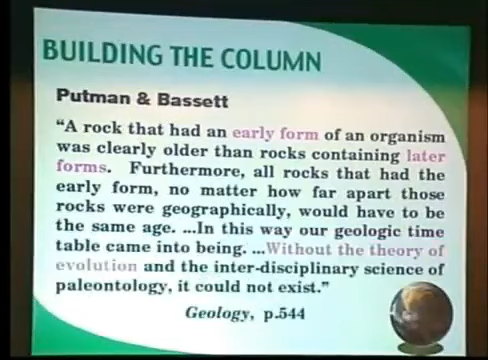 BUILDING THE COLUMN
Putman & Bassett
“A rock that had an early form of an organism
was clearly older than rocks containing later
forms. Furthermore, all rocks that had the
early form, no matter how far apart those
rocks were geographically, would have to be
the same age. ...In this way our geologic time
table came into being. ...Without the theory of
evolution and the inter-disciplinary science of
paleontology, it could not exist.”
Geology, p.544